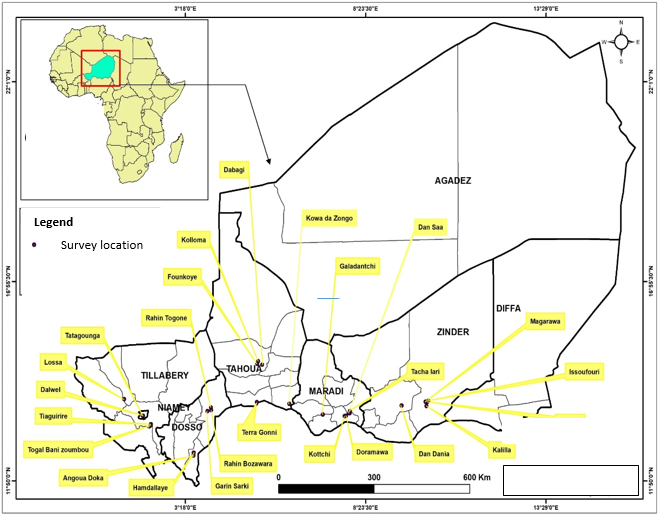 3°18'0"E
8°23'30"E
13°29'0"E
N
W E
S
22°1'0"N
16°55'30"N
11°50'0"N
Legend
Survey location
AGADEZ
DIFFA
ZINDER
MARADI
TAHOUA
TILLABERY
NIAMEY
DOSSO
Dabagi
Kowa da Zongo
Dan Saa
Kolloma
Galadantchi
Founkoye
Rahin Togone
Magarawa
Tatagounga
Lossa
Issoufouri
Tacha Iari
Dalwel
Tiaguirire
Terra Gonni
Togal Bani zoumbou
Kottchi
Doramawa
Dan Dania
Kalilla
Rahin Bozawara
Angoua Doka
Hamdallaye
Garin Sarki
0 300 600 Km
3°18'0"E
8°23'30"E
13°29'0"E